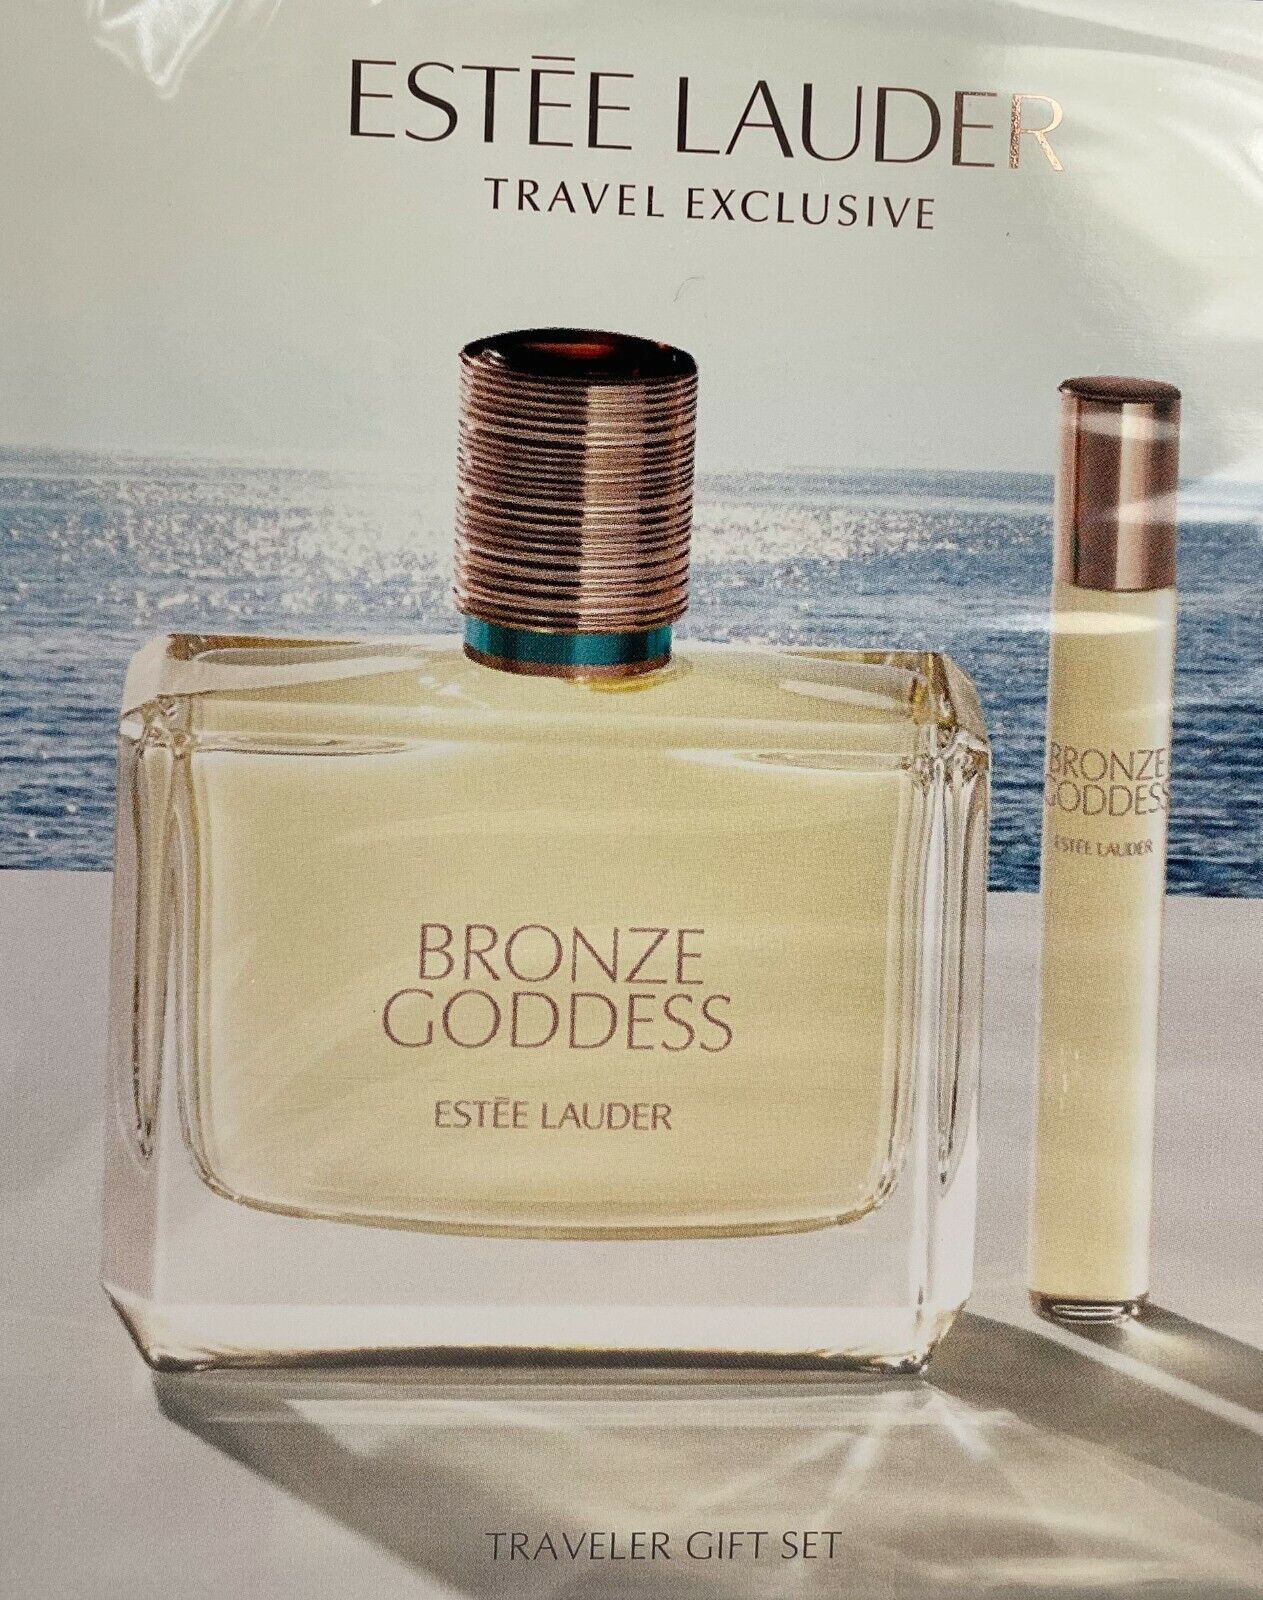 ESTĒE LAUDER
TRAVEL EXCLUSIVE
BRONZE
GODDESS
ESTĒE LAUDER
BRONZE
GODDESS
ESTĒE LAUDER
TRAVELER GIFT SET